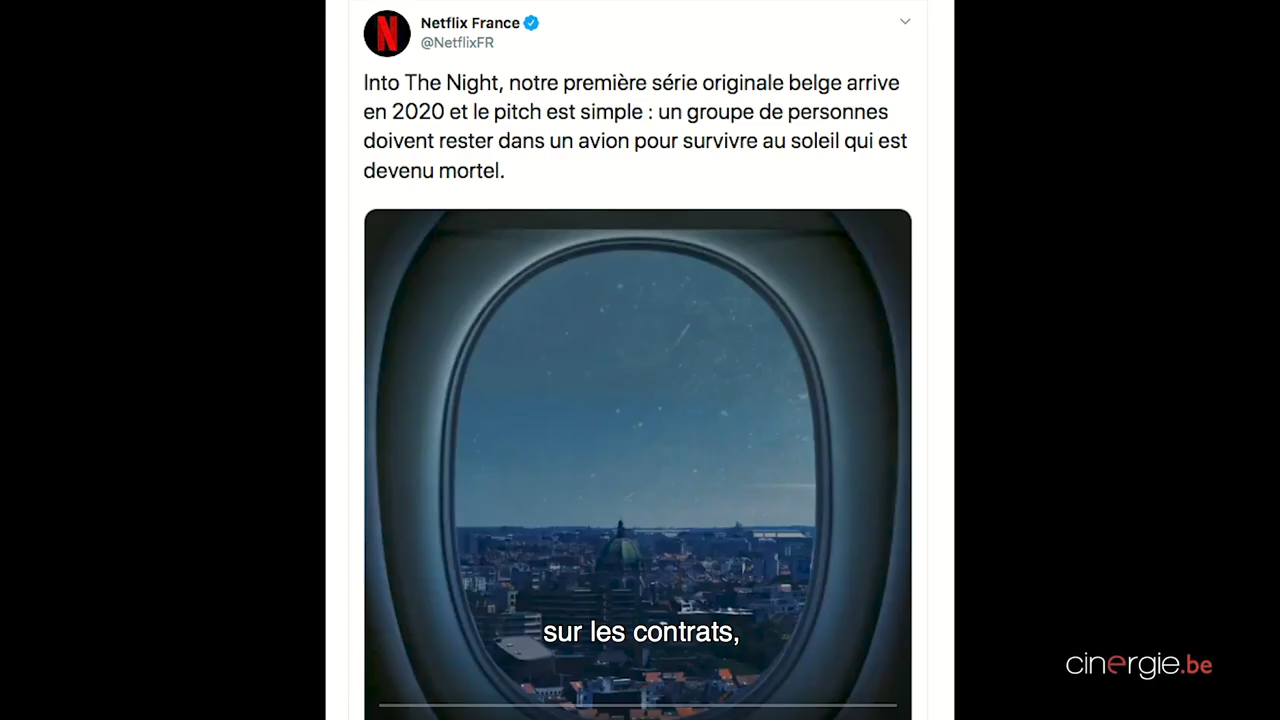 Netflix France
@NetflixFR
Into The Night, notre première série originale belge arrive
en 2020 et le pitch est simple : un groupe de personnes
doivent rester dans un avion pour survivre au soleil qui est
devenu mortel.
sur les contrats,
cinergie.be